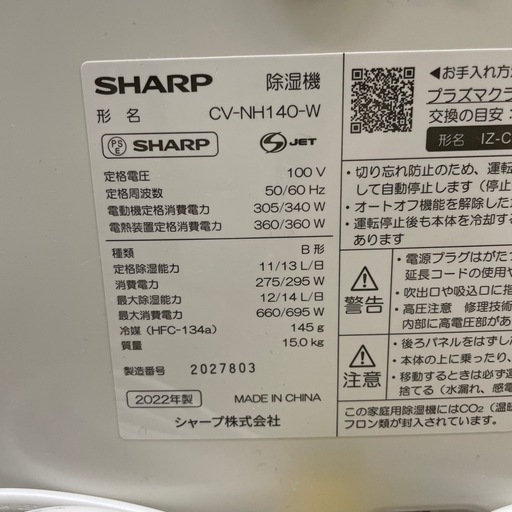 SHARP 除湿機
形 名 CV-NH140-W
PS E SHARP S JET
定格電圧 100 V
定格周波数 50/60 Hz
電動機定格消費電力 305/340 W
電熱装置定格消費電力 360/360 W
種類 B 形
定格除湿能力 11/13 L/日
消費電力 275/295 W
最大除湿能力 12/14 L/日
最大消費電力 660/695 W
冷媒(HFC-134a) 145 g
質量 15.0 kg
製造番号 2027803
2022年製 MADE IN CHINA
シャープ株式会社
◀お手入れ方
プラズマクラ
交換の目安:
形名 IZ-C
・切り忘れ防止のため、運転
して自動停止します(停止
・オートオフ機能を解除した
・運転停止後も本体を冷却する
あります
警告
・電源プラグはがた
延長コードの使用や
・吹出口や吸込口に指
・高圧注意 修理技術
内部に高電圧部があ
注意
・後ろパネルをはずした
・本体の上に乗ったり、
・移動するときは必ず運
捨てる(水漏れ、感電
この家庭用除湿機にはCO₂(温暖
フロン類が封入されています